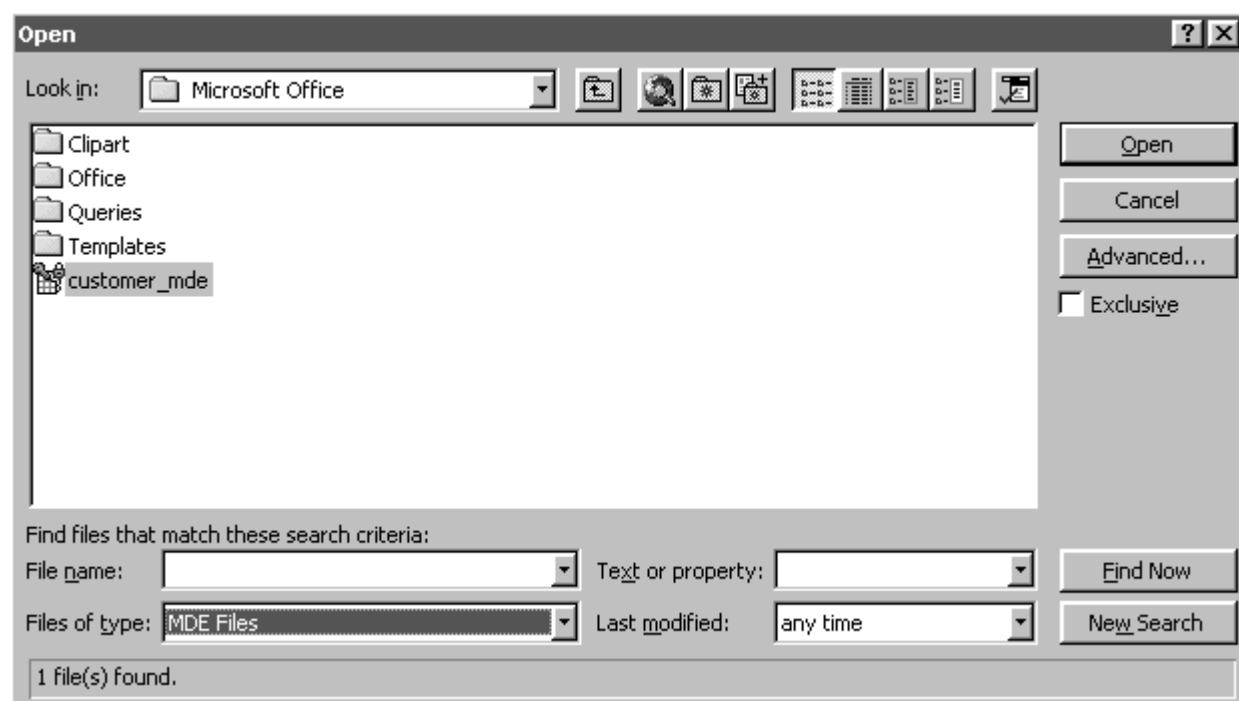 Open
Look in: Microsoft Office
Clipart
Office
Queries
Templates
customer_mde
Open
Cancel
Advanced...
Exclusive
Find files that match these search criteria:
File name: Text or property: Find Now
Files of type: MDE Files Last modified: any time New Search
1 file(s) found.